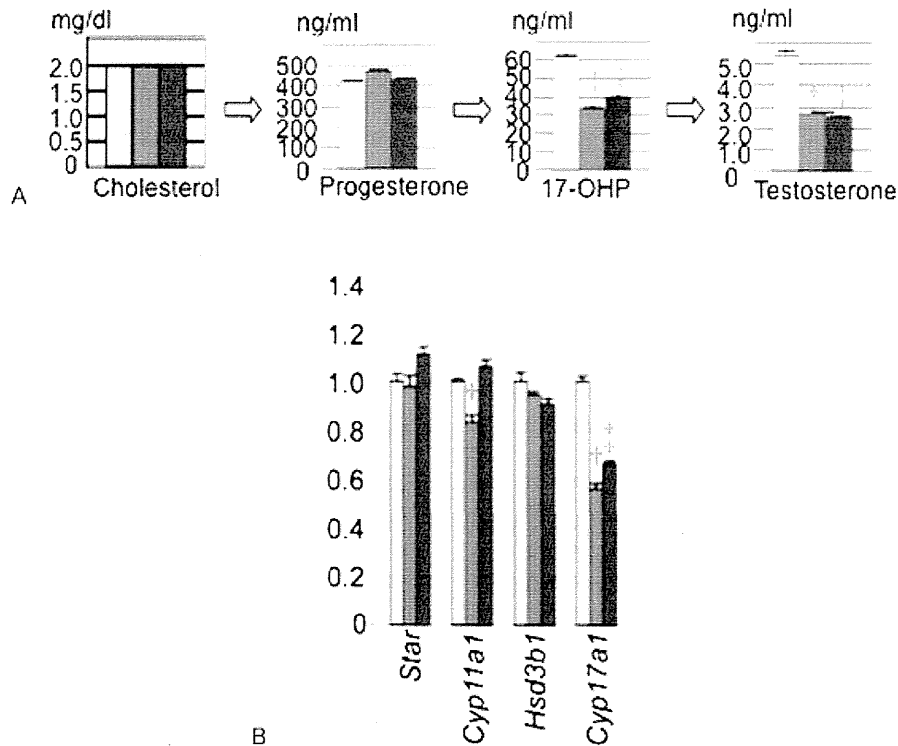 mg/dl
2.0
1.5
1.0
0.5
0
Cholesterol
ng/ml
500
400
300
200
100
0
Progesterone
ng/ml
60
50
40
30
20
10
0
17-OHP
ng/ml
5.0
4.0
3.0
2.0
1.0
0
Testosterone
A
1.4
1.2
1.0
0.8
0.6
0.4
0.2
0
Star
Cyp11a1
Hsd3b1
Cyp17a1
B